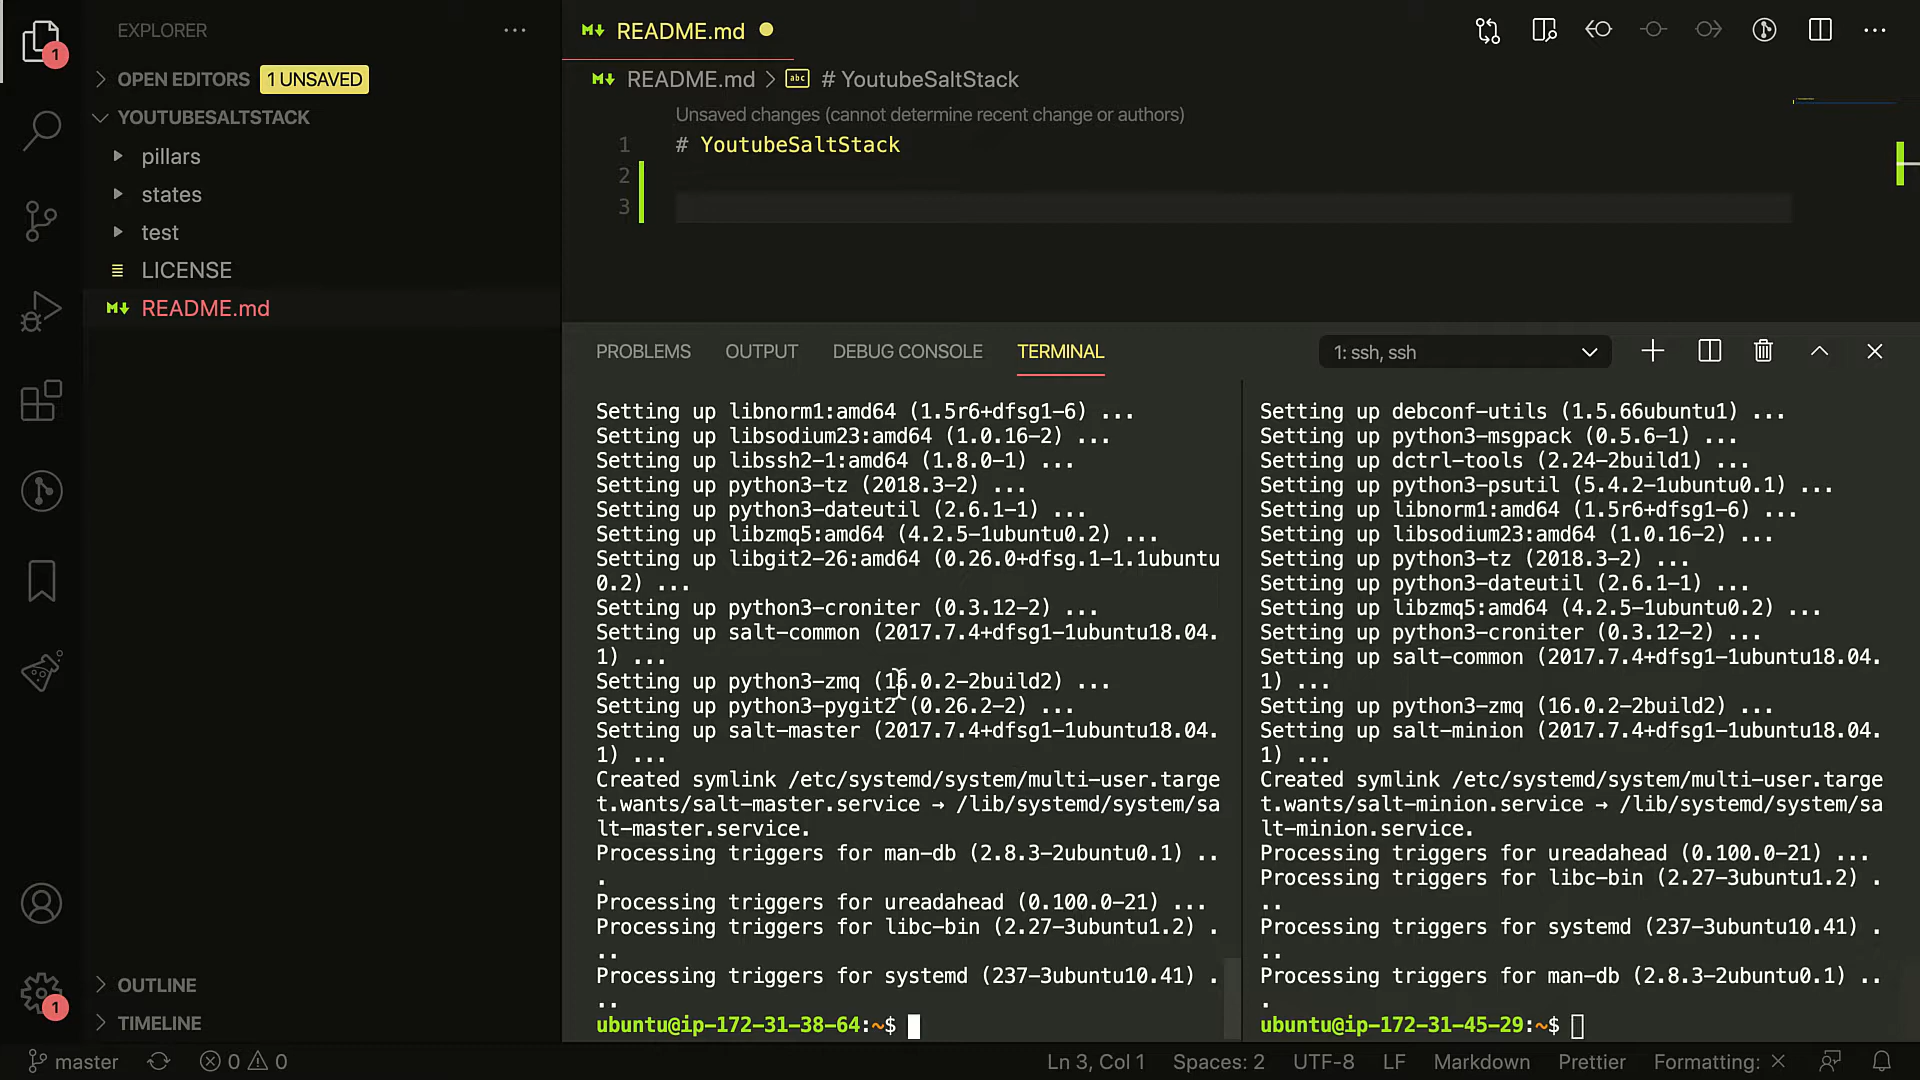 EXPLORER
OPEN EDITORS 1 UNSAVED
YOUTUBESALTSTACK
pillars
states
test
LICENSE
README.md
OUTLINE
TIMELINE
1
1
README.md
README.md > # YoutubeSaltStack
Unsaved changes (cannot determine recent change or authors)
1 # YoutubeSaltStack
2
3
PROBLEMS OUTPUT DEBUG CONSOLE TERMINAL 1: ssh, ssh
Setting up libnorm1:amd64 (1.5r6+dfsg1-6) ...
Setting up libsodium23:amd64 (1.0.16-2) ...
Setting up libssh2-1:amd64 (1.8.0-1) ...
Setting up python3-tz (2018.3-2) ...
Setting up python3-dateutil (2.6.1-1) ...
Setting up libzmq5:amd64 (4.2.5-1ubuntu0.2) ...
Setting up libgit2-26:amd64 (0.26.0+dfsg.1-1.1ubuntu
0.2) ...
Setting up python3-croniter (0.3.12-2) ...
Setting up salt-common (2017.7.4+dfsg1-1ubuntu18.04.
1) ...
Setting up python3-zmq (16.0.2-2build2) ...
Setting up python3-pygit2 (0.26.2-2) ...
Setting up salt-master (2017.7.4+dfsg1-1ubuntu18.04.
1) ...
Created symlink /etc/systemd/system/multi-user.targe
t.wants/salt-master.service → /lib/systemd/system/sa
lt-master.service.
Processing triggers for man-db (2.8.3-2ubuntu0.1) ..
.
Processing triggers for ureadahead (0.100.0-21) ...
Processing triggers for libc-bin (2.27-3ubuntu1.2) .
..
Processing triggers for systemd (237-3ubuntu10.41) .
..
ubuntu@ip-172-31-38-64:~$
Setting up debconf-utils (1.5.66ubuntu1) ...
Setting up python3-msgpack (0.5.6-1) ...
Setting up dctrl-tools (2.24-2build1) ...
Setting up python3-psutil (5.4.2-1ubuntu0.1) ...
Setting up libnorm1:amd64 (1.5r6+dfsg1-6) ...
Setting up libsodium23:amd64 (1.0.16-2) ...
Setting up python3-tz (2018.3-2) ...
Setting up python3-dateutil (2.6.1-1) ...
Setting up libzmq5:amd64 (4.2.5-1ubuntu0.2) ...
Setting up python3-croniter (0.3.12-2) ...
Setting up salt-common (2017.7.4+dfsg1-1ubuntu18.04.
1) ...
Setting up python3-zmq (16.0.2-2build2) ...
Setting up salt-minion (2017.7.4+dfsg1-1ubuntu18.04.
1) ...
Created symlink /etc/systemd/system/multi-user.targe
t.wants/salt-minion.service → /lib/systemd/system/sa
lt-minion.service.
Processing triggers for ureadahead (0.100.0-21) ...
Processing triggers for libc-bin (2.27-3ubuntu1.2) .
..
Processing triggers for systemd (237-3ubuntu10.41) .
..
Processing triggers for man-db (2.8.3-2ubuntu0.1) ..
.
ubuntu@ip-172-31-45-29:~$
master 0 0 Ln 3, Col 1 Spaces: 2 UTF-8 LF Markdown Prettier Formatting: ×